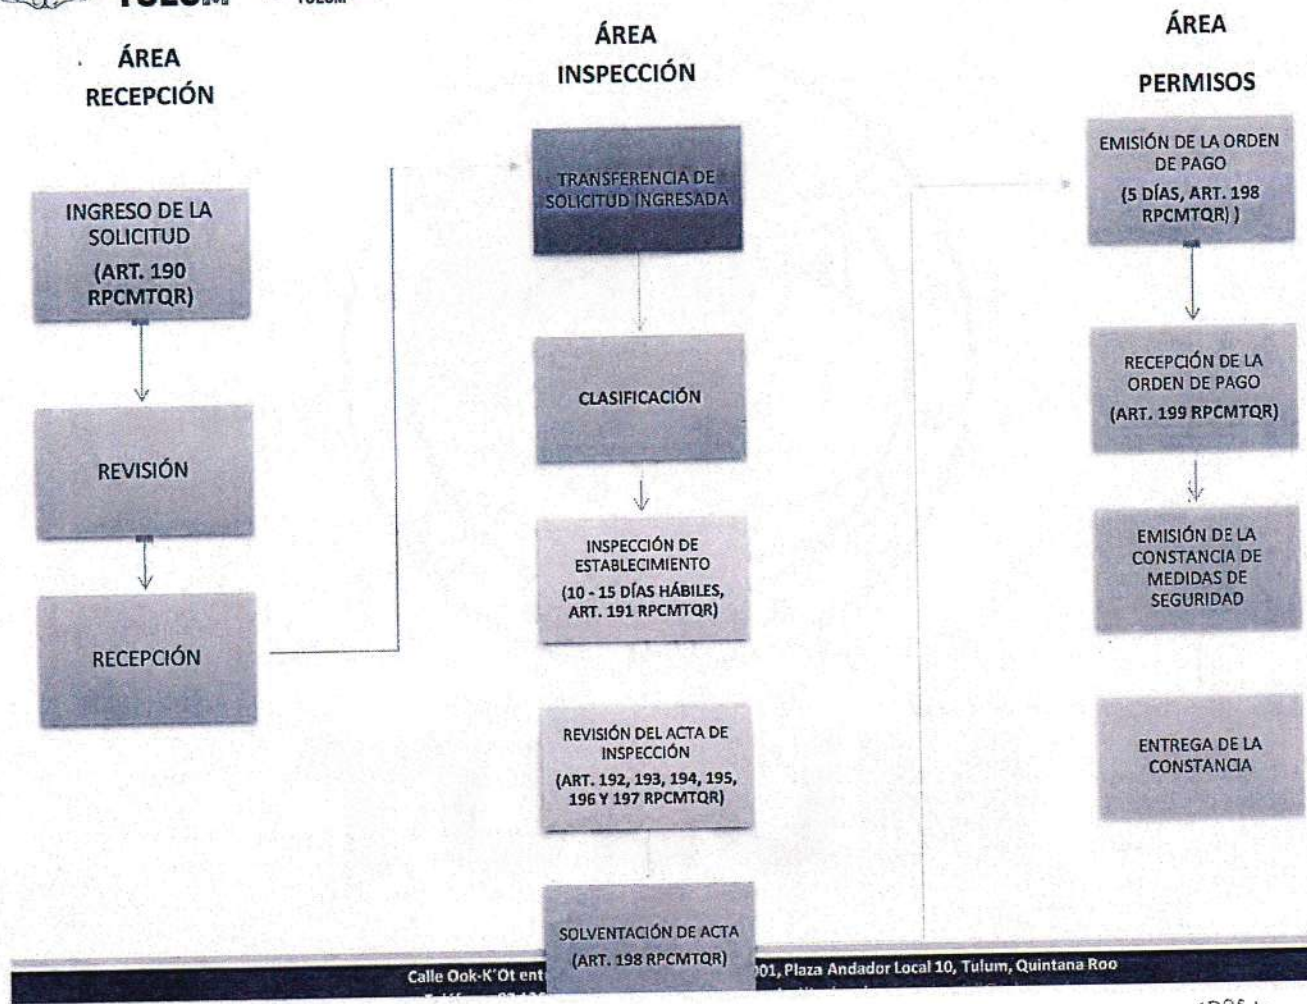 TULUM
TULUM
ÁREA
RECEPCIÓN
INGRESO DE LA
SOLICITUD
(ART. 190
RPCMTQR)
REVISIÓN
RECEPCIÓN
ÁREA
INSPECCIÓN
TRANSFERENCIA DE
SOLICITUD INGRESADA
CLASIFICACIÓN
INSPECCIÓN DE
ESTABLECIMIENTO
(10 - 15 DÍAS HÁBILES,
ART. 191 RPCMTQR)
REVISIÓN DEL ACTA DE
INSPECCIÓN
(ART. 192, 193, 194, 195,
196 Y 197 RPCMTQR)
SOLVENTACIÓN DE ACTA
(ART. 198 RPCMTQR)
ÁREA
PERMISOS
EMISIÓN DE LA ORDEN
DE PAGO
(5 DÍAS, ART. 198
RPCMTQR) )
RECEPCIÓN DE LA
ORDEN DE PAGO
(ART. 199 RPCMTQR)
EMISIÓN DE LA
CONSTANCIA DE
MEDIDAS DE
SEGURIDAD
ENTREGA DE LA
CONSTANCIA
Calle Ook-K'Ot 01, Plaza Andador Local 10, Tulum, Quintana Roo